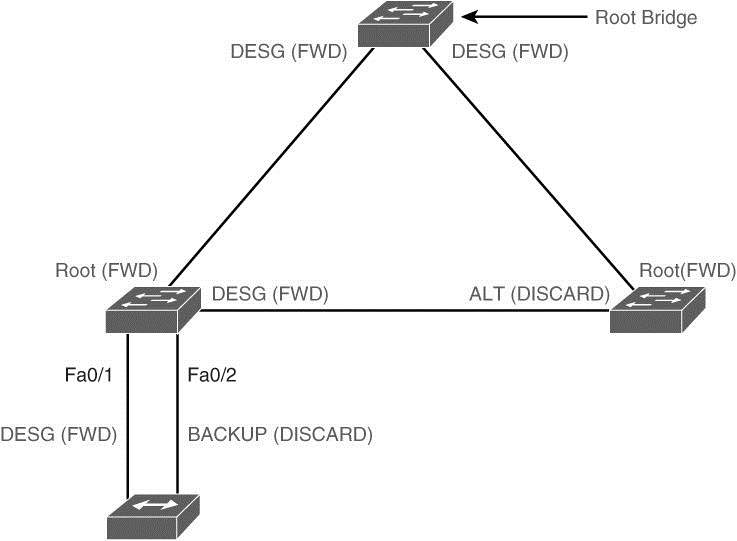 Root Bridge
DESG (FWD)
DESG (FWD)
Root (FWD)
Root(FWD)
DESG (FWD)
ALT (DISCARD)
Fa0/1
Fa0/2
DESG (FWD)
BACKUP (DISCARD)